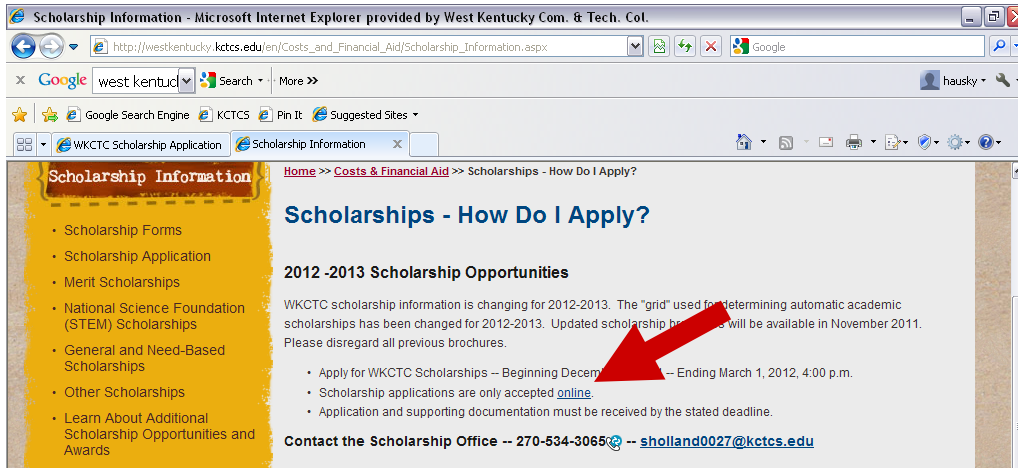 Scholarship Information - Microsoft Internet Explorer provided by West Kentucky Com. & Tech. Col.
http://westkentucky.kctcs.edu/en/Costs_and_Financial_Aid/Scholarship_Information.aspx
Google
Google
west kentuc
Search
More »
hausky
Google Search Engine
KCTCS
Pin It
Suggested Sites
WKCTC Scholarship Application
Scholarship Information
Scholarship Information
Scholarship Forms
Scholarship Application
Merit Scholarships
National Science Foundation
(STEM) Scholarships
General and Need-Based
Scholarships
Other Scholarships
Learn About Additional
Scholarship Opportunities and
Awards
Home >> Costs & Financial Aid >> Scholarships - How Do I Apply?
Scholarships - How Do I Apply?
2012 -2013 Scholarship Opportunities
WKCTC scholarship information is changing for 2012-2013. The "grid" used for determining automatic academic
scholarships has been changed for 2012-2013. Updated scholarship will be available in November 2011.
Please disregard all previous brochures.
Apply for WKCTC Scholarships -- Beginning -- Ending March 1, 2012, 4:00 p.m.
Scholarship applications are only accepted online.
Application and supporting documentation must be received by the stated deadline.
Contact the Scholarship Office -- 270-534-3065 -- sholland0027@kctcs.edu